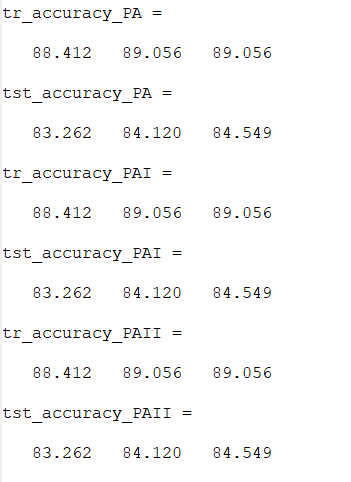 tr_accuracy_PA =
88.412 89.056 89.056
tst_accuracy_PA =
83.262 84.120 84.549
tr_accuracy_PAI =
88.412 89.056 89.056
tst_accuracy_PAI =
83.262 84.120 84.549
tr_accuracy_PAII =
88.412 89.056 89.056
tst_accuracy_PAII =
83.262 84.120 84.549